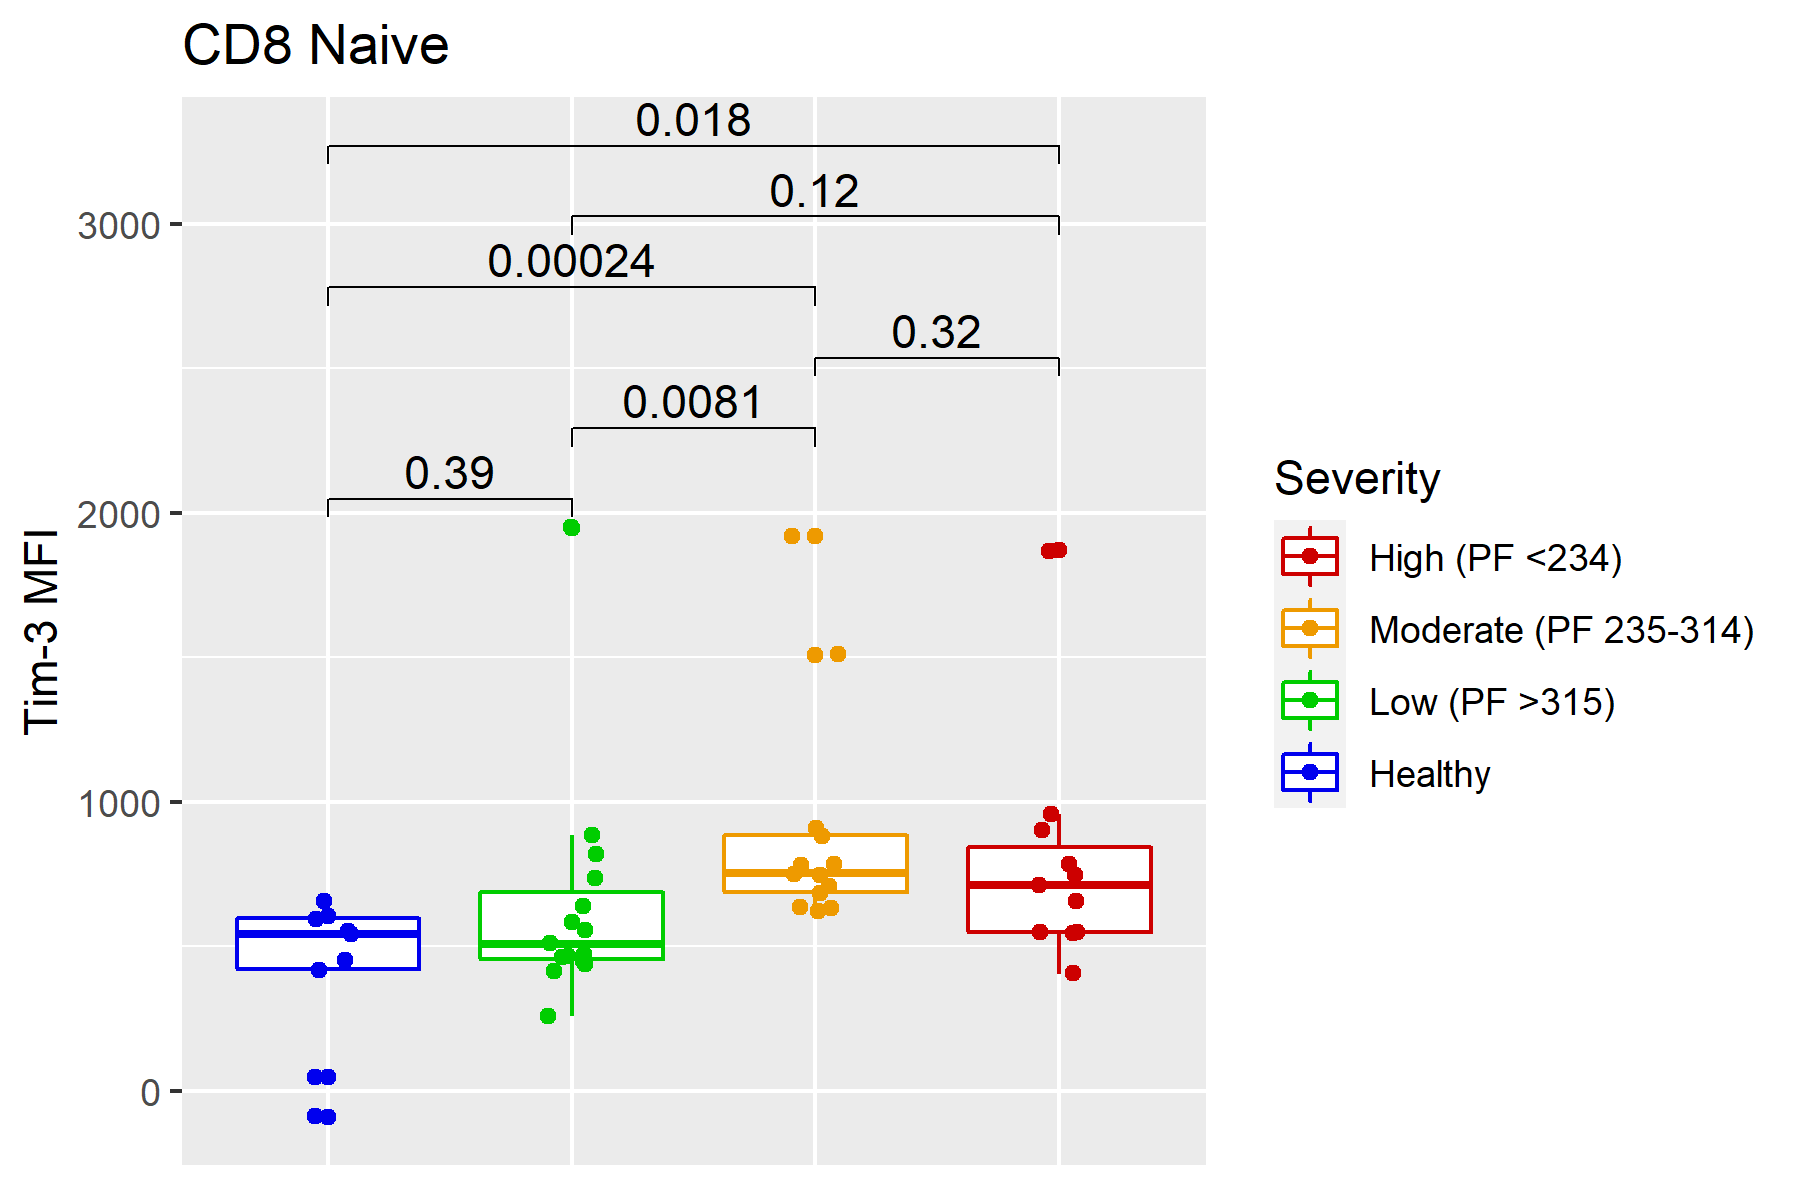 CD8 Naive
0.018
0.12
3000
0.00024
0.32
0.0081
0.39
2000
1000
0
Tim-3 MFI
Severity
High (PF <234)
Moderate (PF 235-314)
Low (PF >315)
Healthy